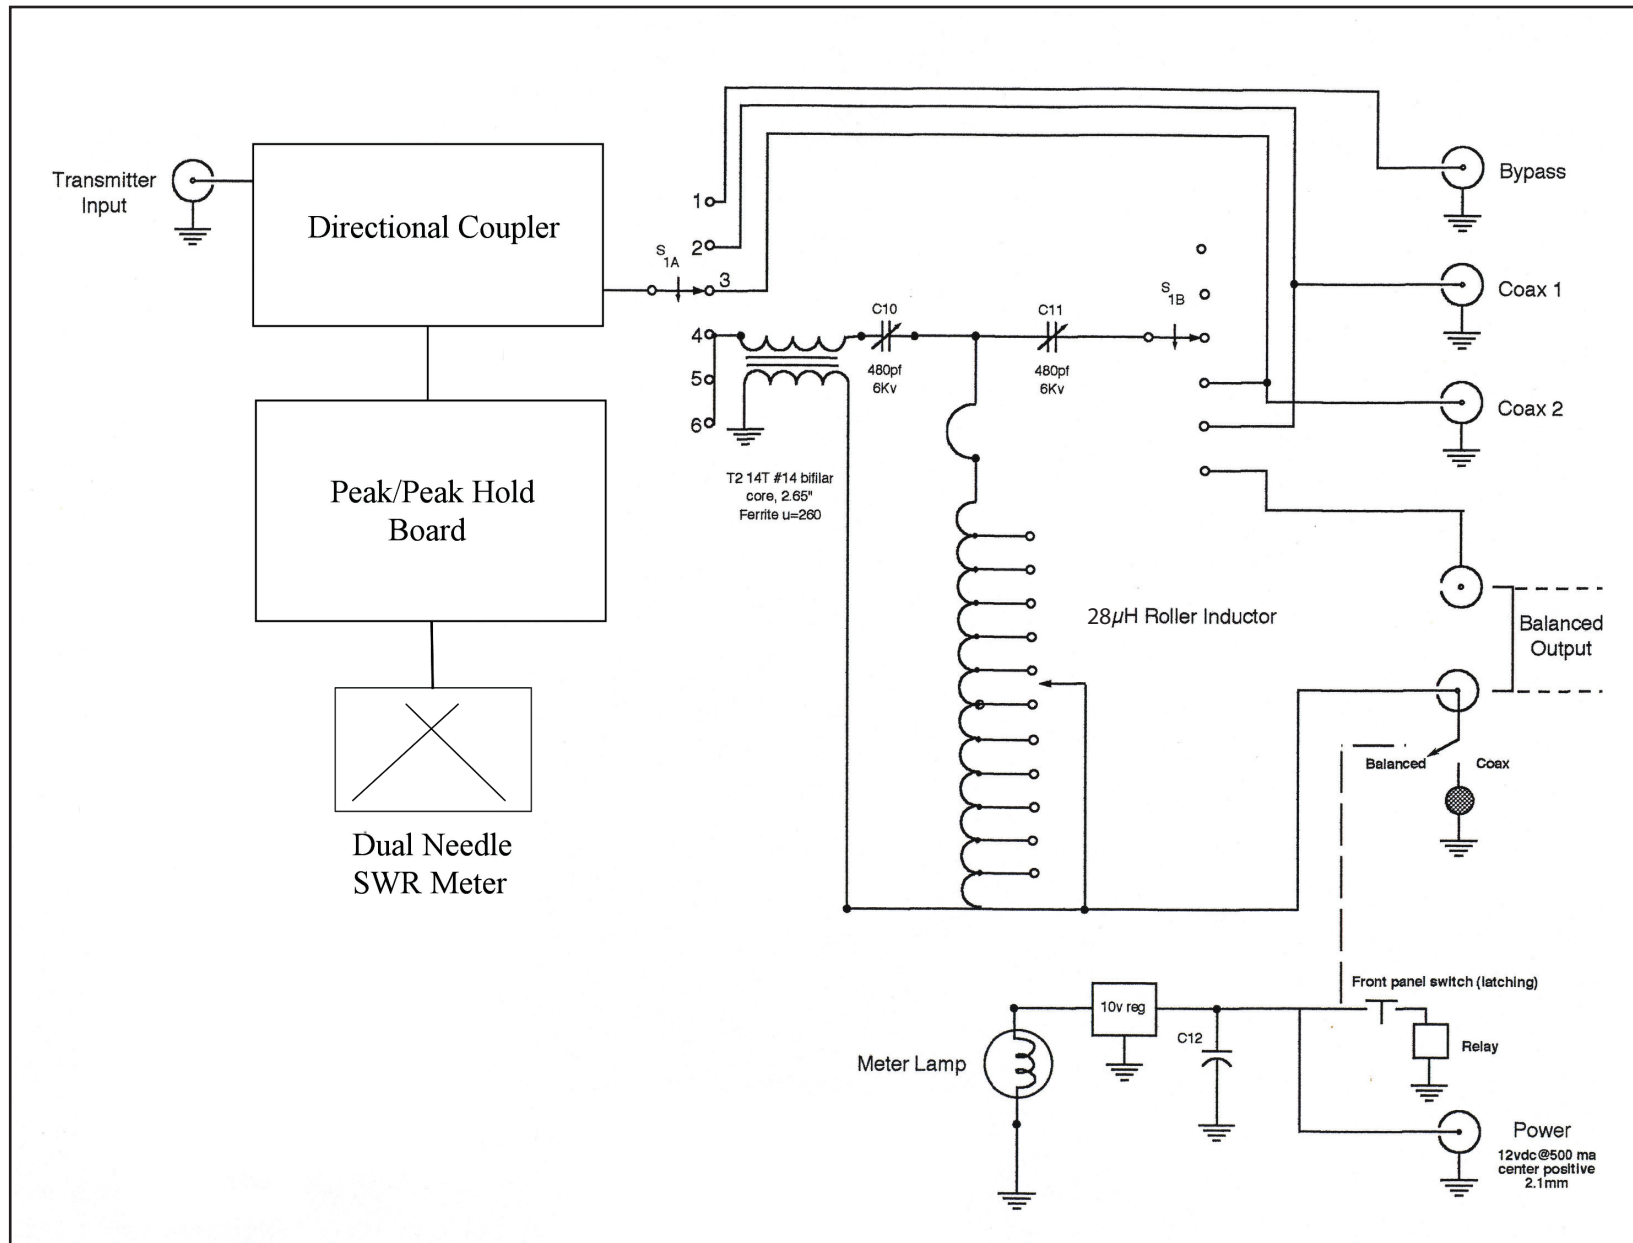 Transmitter
Input
Directional Coupler
Peak/Peak Hold
Board
Dual Needle
SWR Meter
S
1A
1
2
3
4
5
6
T2 14T #14 bifilar
core, 2.65"
Ferrite u=260
C10
480pf
6Kv
C11
480pf
6Kv
S
1B
28µH Roller Inductor
Bypass
Coax 1
Coax 2
Balanced
Output
Balanced
Coax
Front panel switch (latching)
Relay
10v reg
C12
Meter Lamp
Power
12vdc@500 ma
center positive
2.1mm